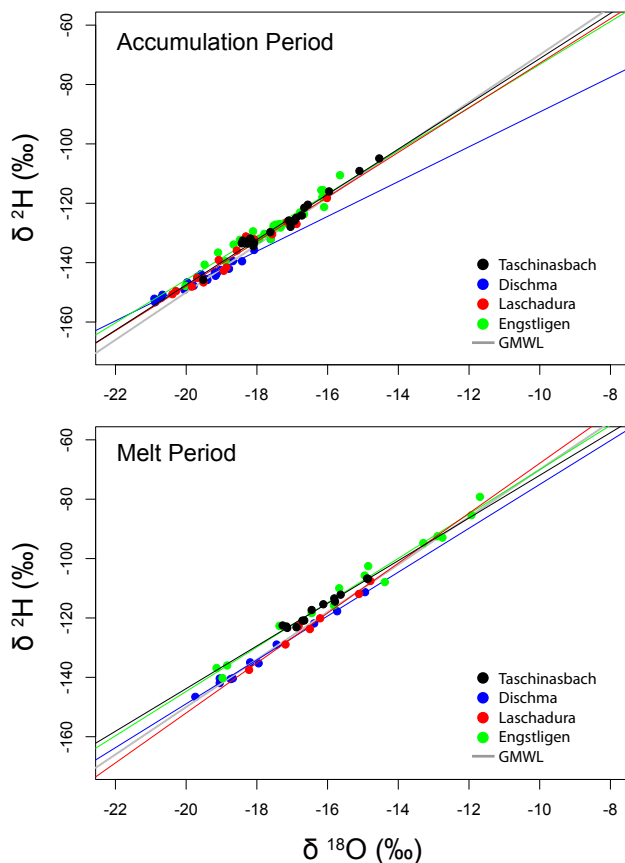 Accumulation Period
δ ²H (‰)
-60
-80
-100
-120
-140
-160
Taschinasbach
Dischma
Laschadura
Engstligen
GMWL
-22 -20 -18 -16 -14 -12 -10 -8
Melt Period
δ ²H (‰)
-60
-80
-100
-120
-140
-160
Taschinasbach
Dischma
Laschadura
Engstligen
GMWL
-22 -20 -18 -16 -14 -12 -10 -8
δ ¹⁸O (‰)